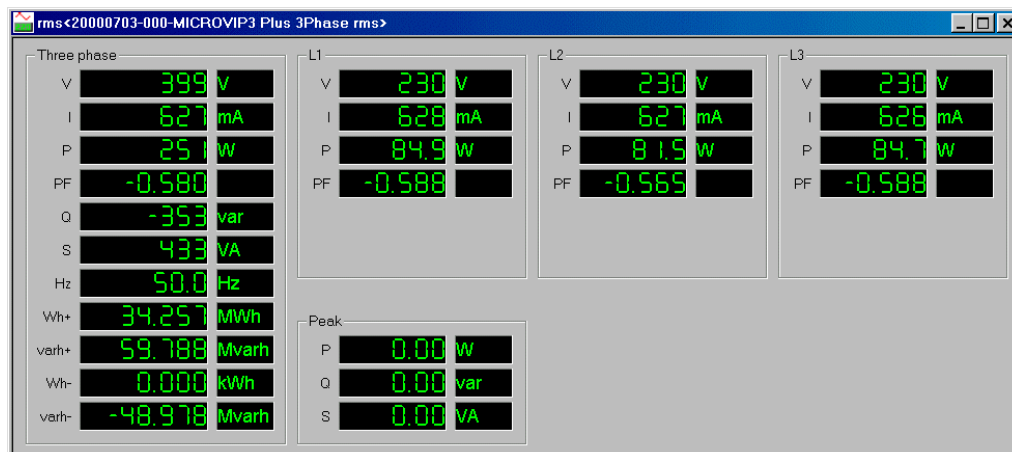 rms<20000703-000-MICROVIP3 Plus 3Phase rms>
Three phase
V 399 V
I 627 mA
P 251 W
PF -0.580
Q -353 var
S 433 VA
Hz 50.0 Hz
Wh+ 34.257 MWh
varh+ 59.788 Mvarh
Wh- 0.000 kWh
varh- -48.978 Mvarh
L1
V 230 V
I 628 mA
P 84.9 W
PF -0.588
L2
V 230 V
I 627 mA
P 81.5 W
PF -0.565
L3
V 230 V
I 626 mA
P 84.7 W
PF -0.588
Peak
P 0.00 W
Q 0.00 var
S 0.00 VA